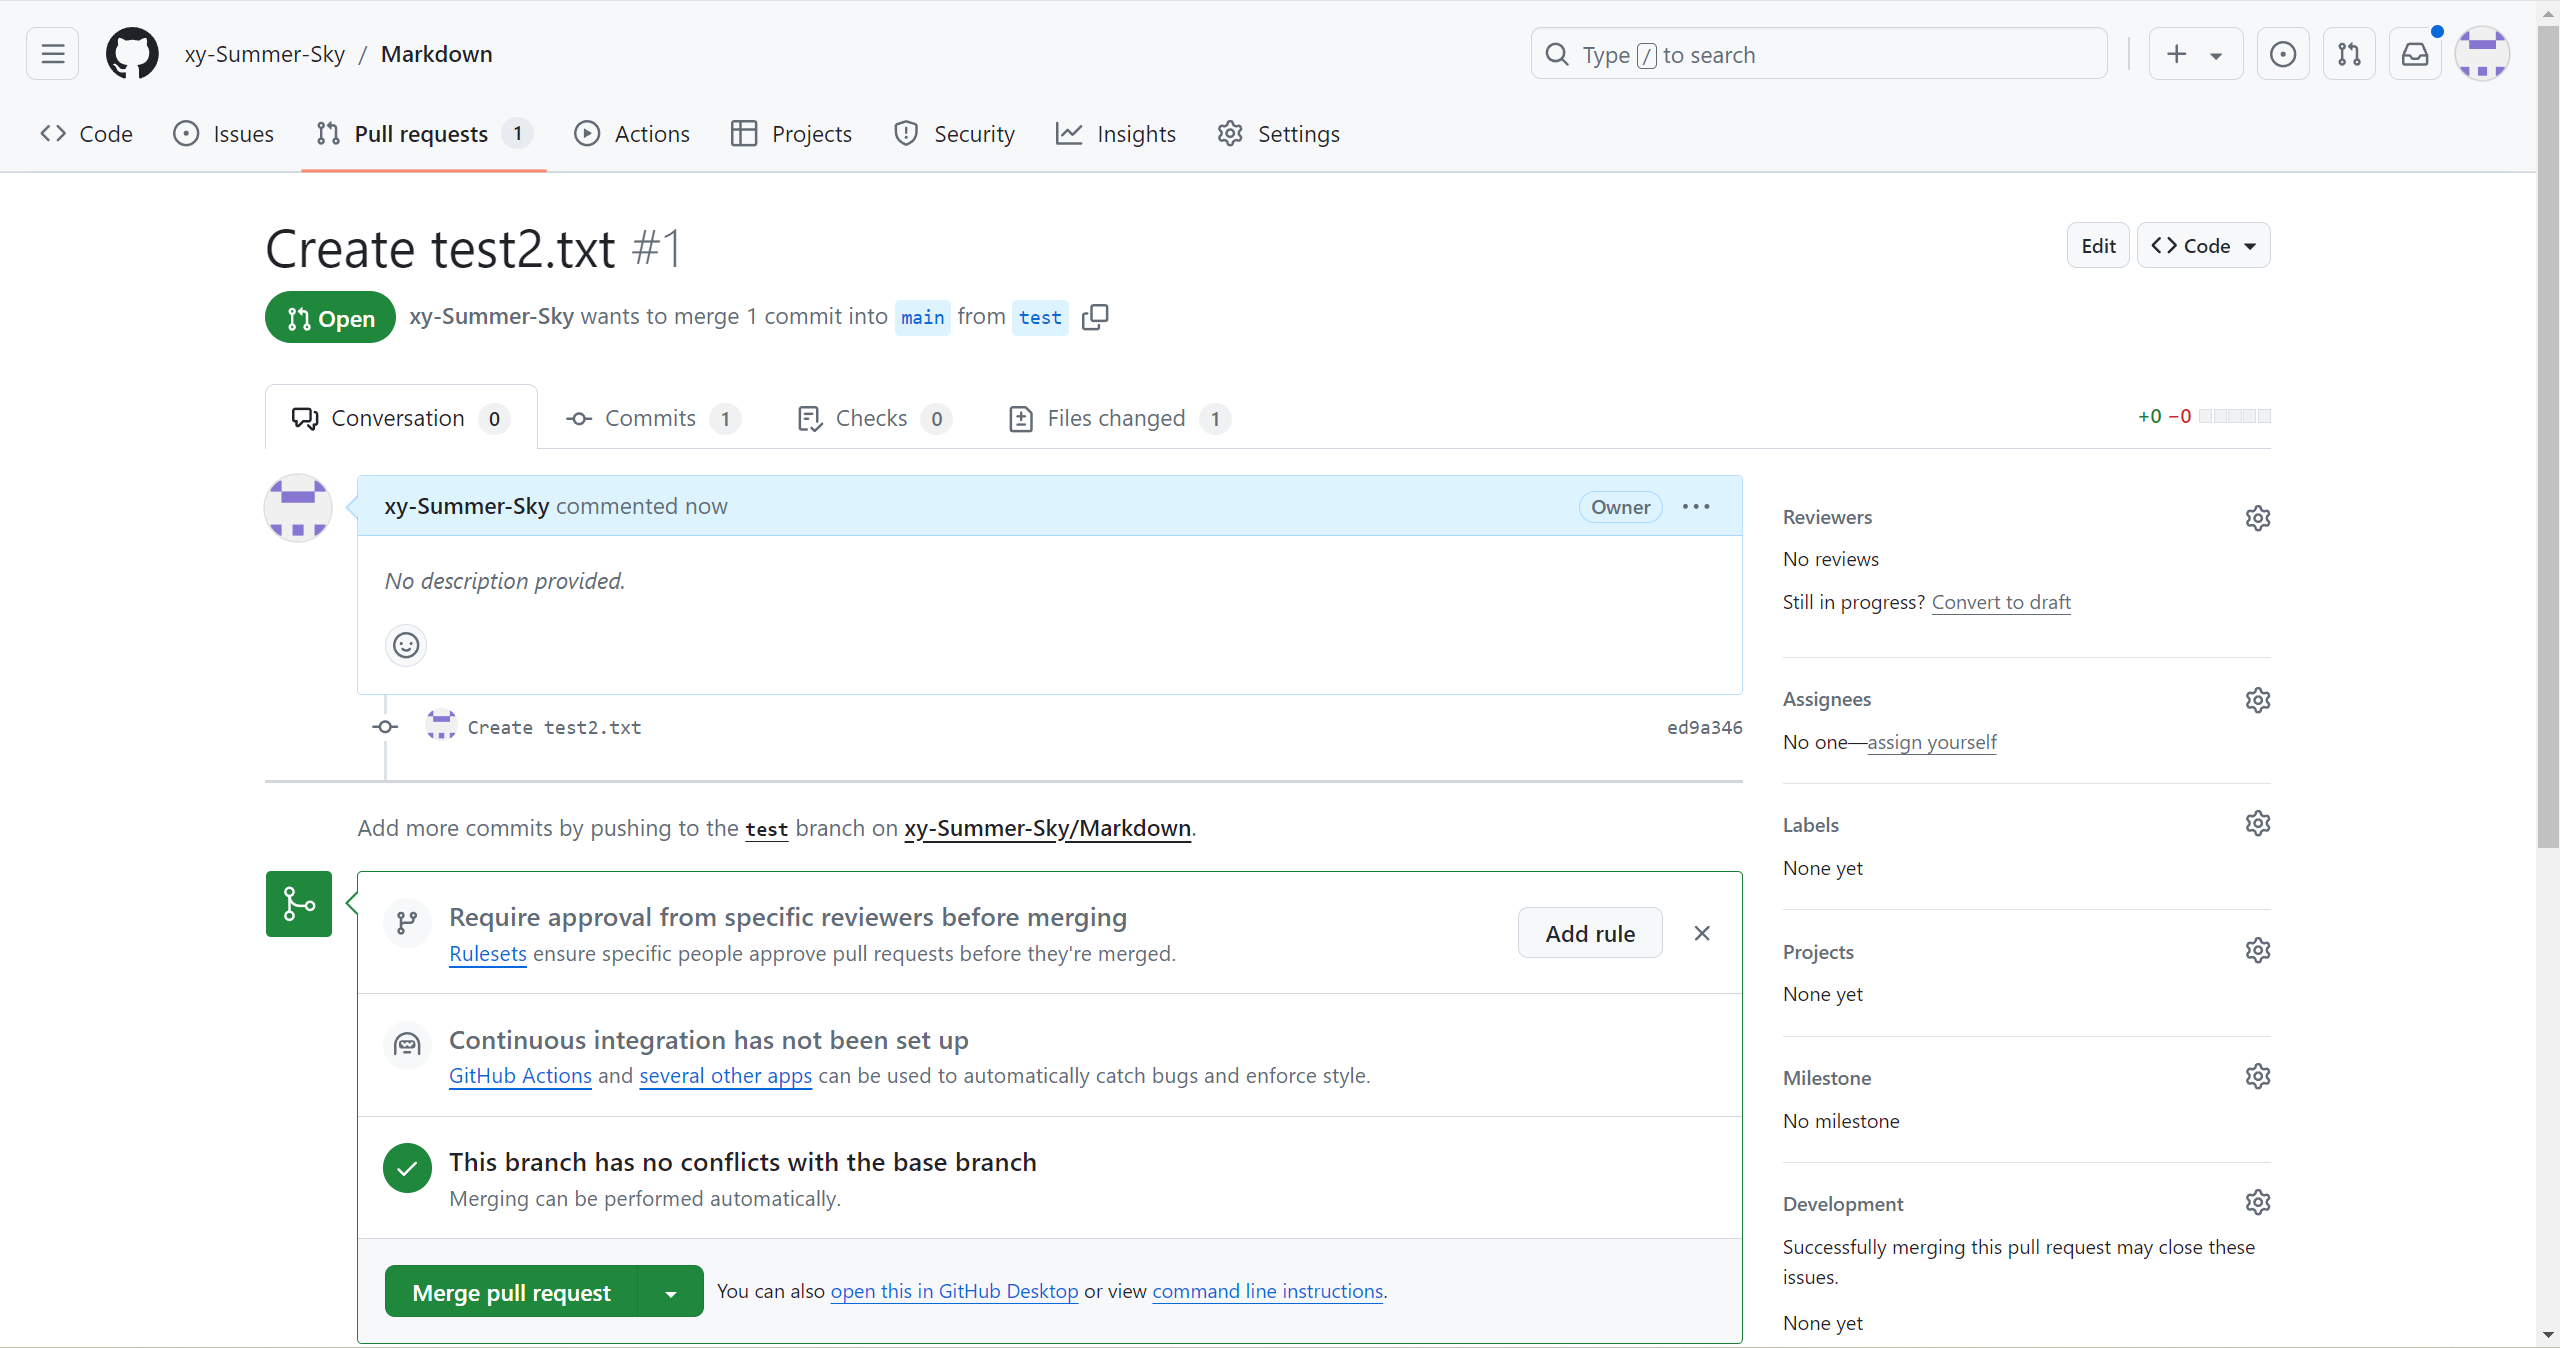 xy-Summer-Sky / Markdown
Type / to search
Code
Issues
Pull requests 1
Actions
Projects
Security
Insights
Settings
Create test2.txt #1
Edit
Code
Open
xy-Summer-Sky wants to merge 1 commit into main from test
Conversation 0
Commits 1
Checks 0
Files changed 1
+0 −0
xy-Summer-Sky commented now
Owner
No description provided.
Create test2.txt
ed9a346
Add more commits by pushing to the test branch on xy-Summer-Sky/Markdown.
Require approval from specific reviewers before merging
Rulesets ensure specific people approve pull requests before they're merged.
Add rule
Continuous integration has not been set up
GitHub Actions and several other apps can be used to automatically catch bugs and enforce style.
This branch has no conflicts with the base branch
Merging can be performed automatically.
Merge pull request
You can also open this in GitHub Desktop or view command line instructions.
Reviewers
No reviews
Still in progress? Convert to draft
Assignees
No one—assign yourself
Labels
None yet
Projects
None yet
Milestone
No milestone
Development
Successfully merging this pull request may close these
issues.
None yet